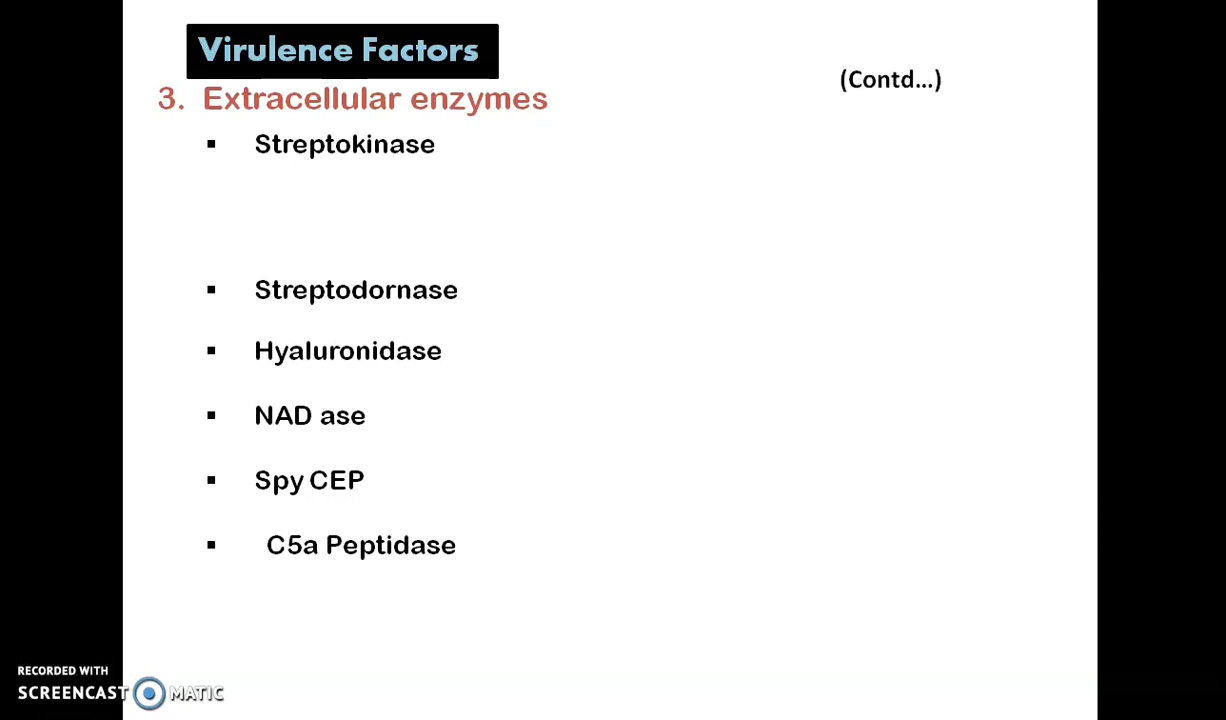 Virulence Factors
(Contd...)
3. Extracellular enzymes
▪ Streptokinase
▪ Streptodornase
▪ Hyaluronidase
▪ NAD ase
▪ Spy CEP
▪ C5a Peptidase
RECORDED WITH
SCREENCAST MATIC